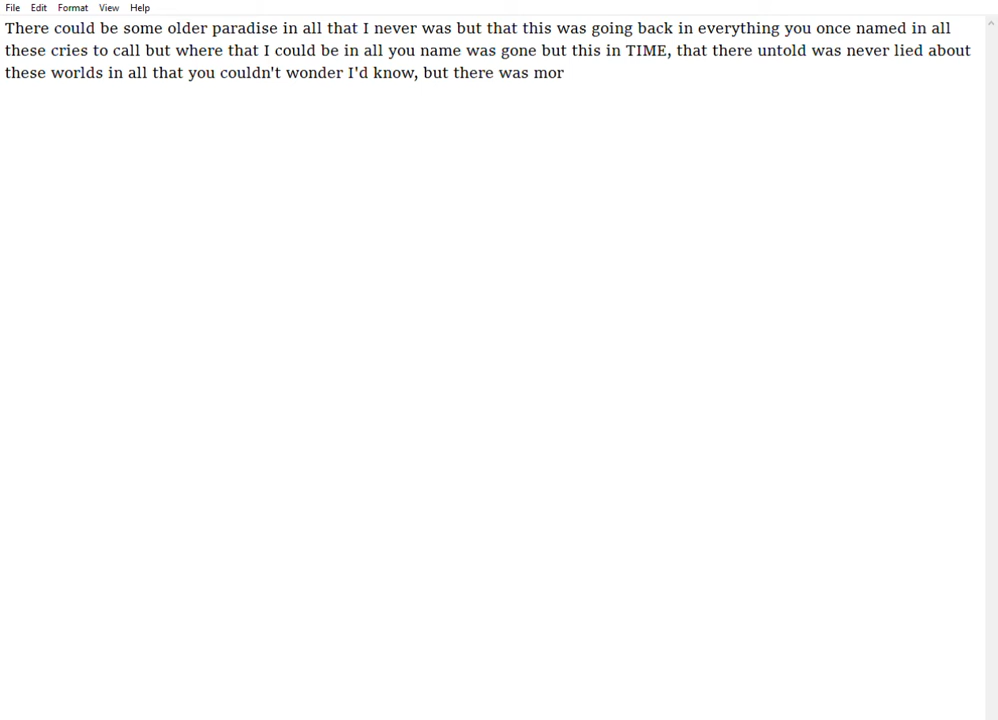 File Edit Format View Help
There could be some older paradise in all that I never was but that this was going back in everything you once named in all
these cries to call but where that I could be in all you name was gone but this in TIME, that there untold was never lied about
these worlds in all that you couldn't wonder I'd know, but there was mor